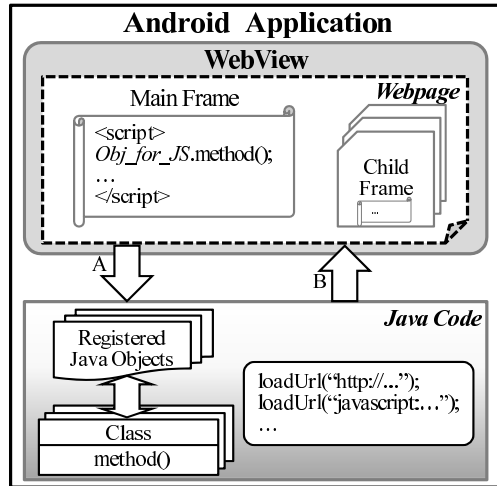 Android Application
WebView
Webpage
Main Frame
<script>
Obj_for_JS.method();
...
</script>
Child
Frame
...
A
B
Java Code
Registered
Java Objects
Class
method()
loadUrl(“http://...”);
loadUrl(“javascript:...”);
...